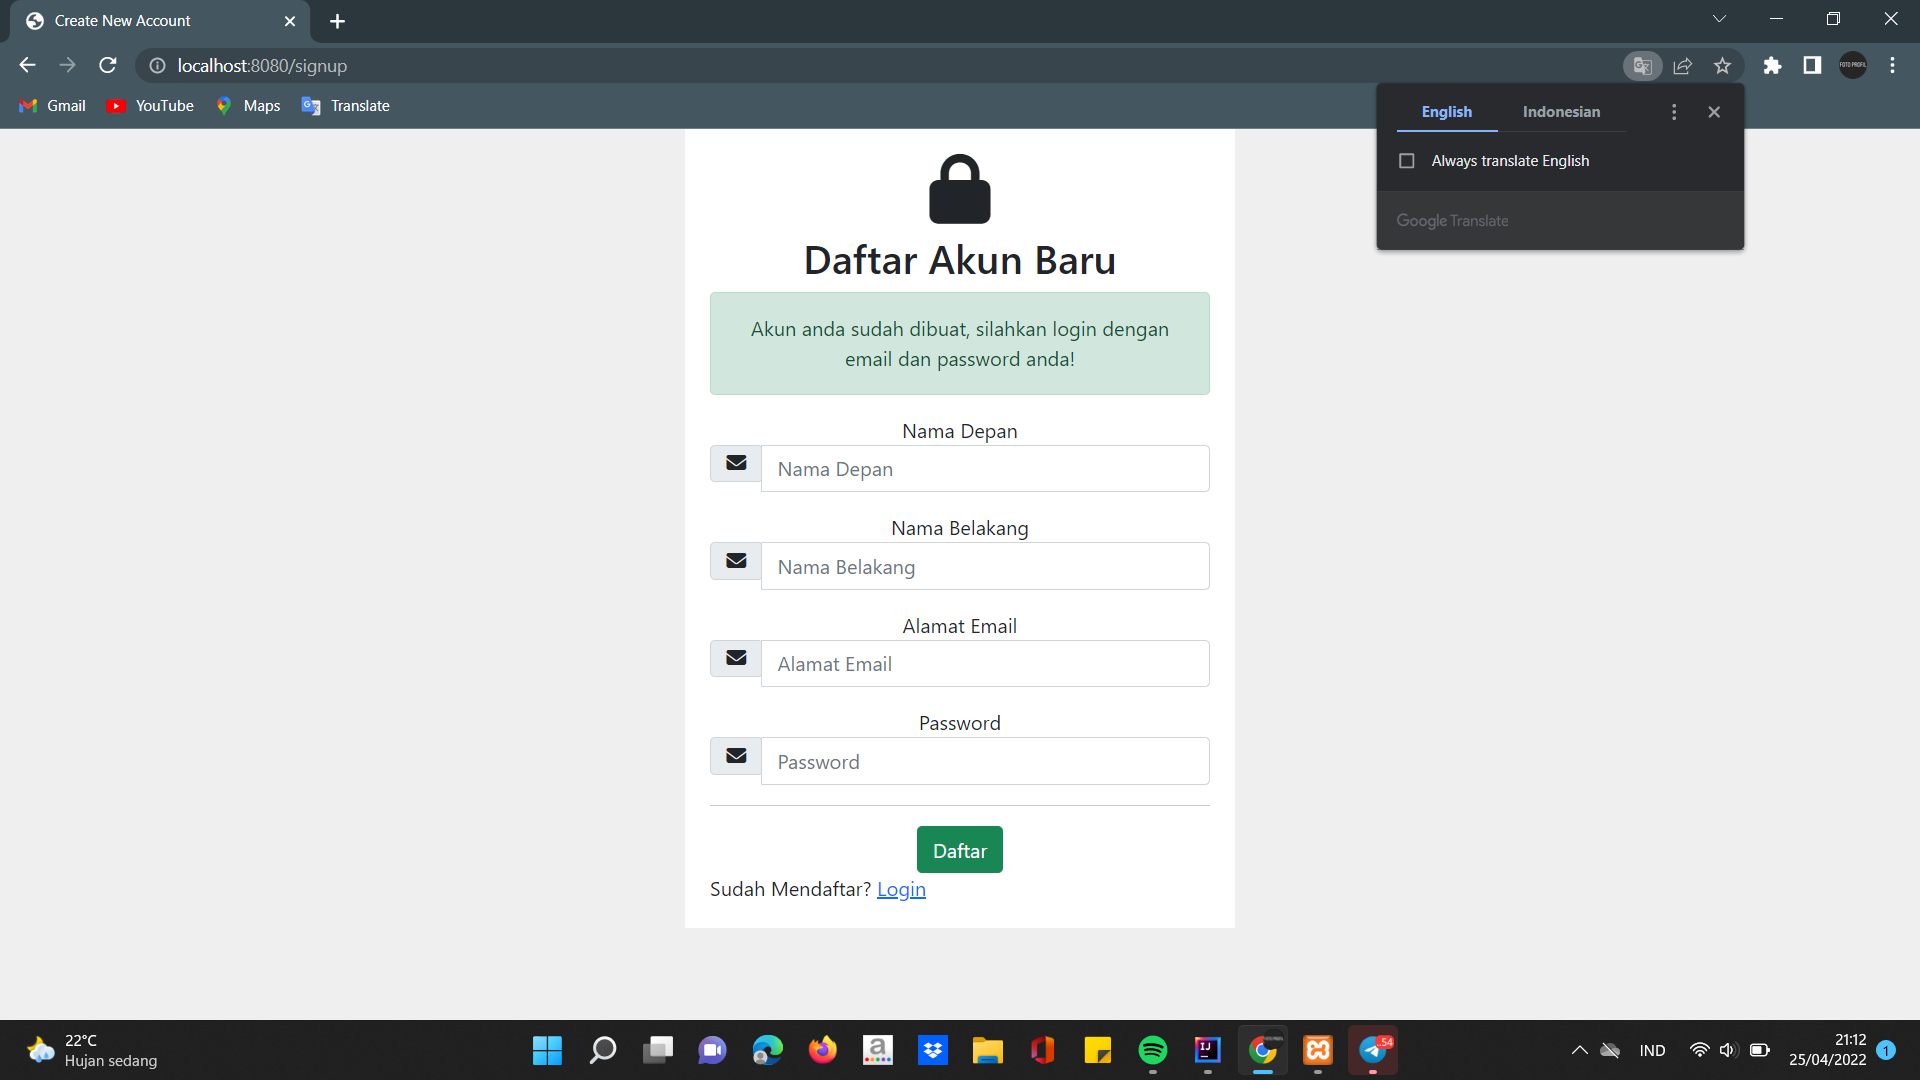 Create New Account
localhost:8080/signup
Gmail
YouTube
Maps
Translate
English
Indonesian
Always translate English
Google Translate
Daftar Akun Baru
Akun anda sudah dibuat, silahkan login dengan
email dan password anda!
Nama Depan
Nama Depan
Nama Belakang
Nama Belakang
Alamat Email
Alamat Email
Password
Password
Daftar
Sudah Mendaftar? Login
22°C
Hujan sedang
54
IND
21:12
25/04/2022
1